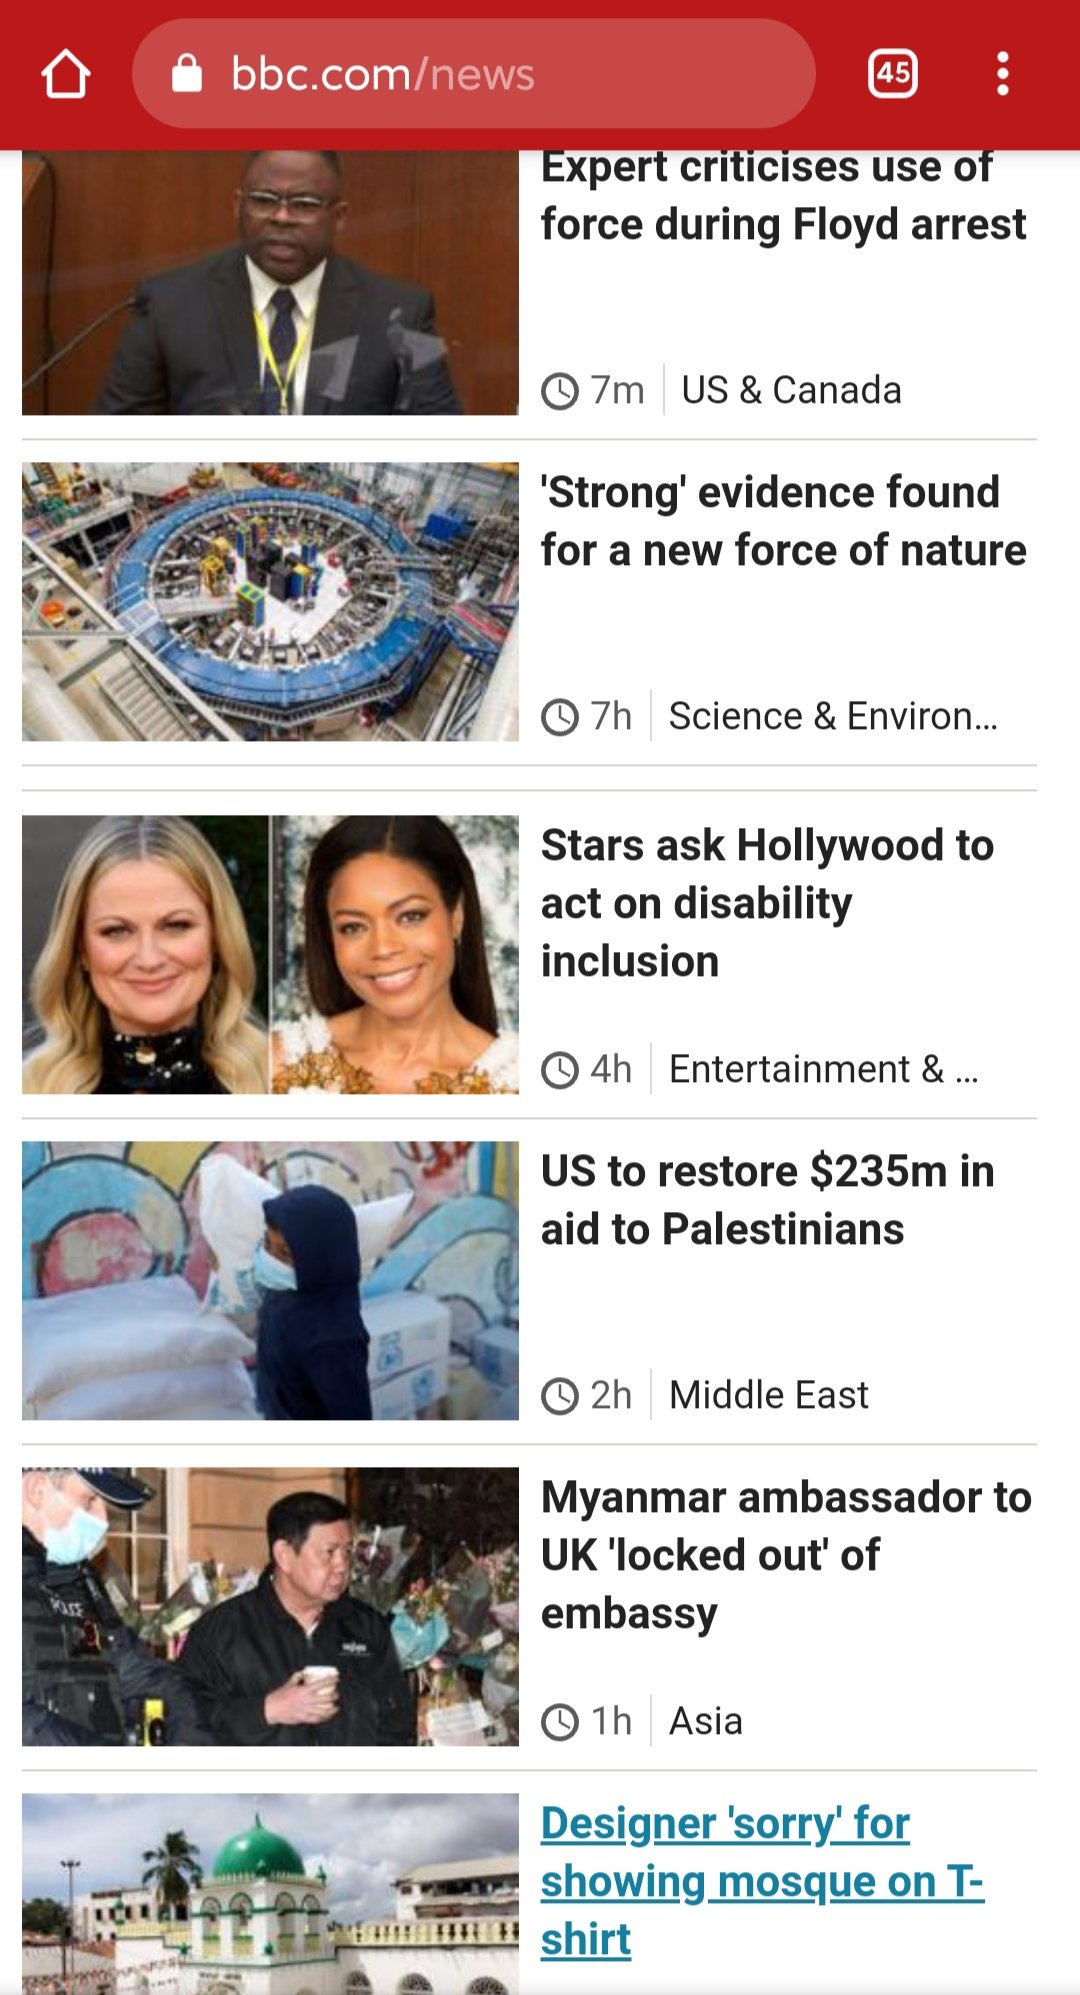 bbc.com/news
45
Expert criticises use of
force during Floyd arrest
7m
US & Canada
'Strong' evidence found
for a new force of nature
7h
Science & Environ...
Stars ask Hollywood to
act on disability
inclusion
4h
Entertainment & ...
US to restore $235m in
aid to Palestinians
2h
Middle East
POLICE
Myanmar ambassador to
UK 'locked out' of
embassy
1h
Asia
Designer 'sorry' for
showing mosque on T-
shirt